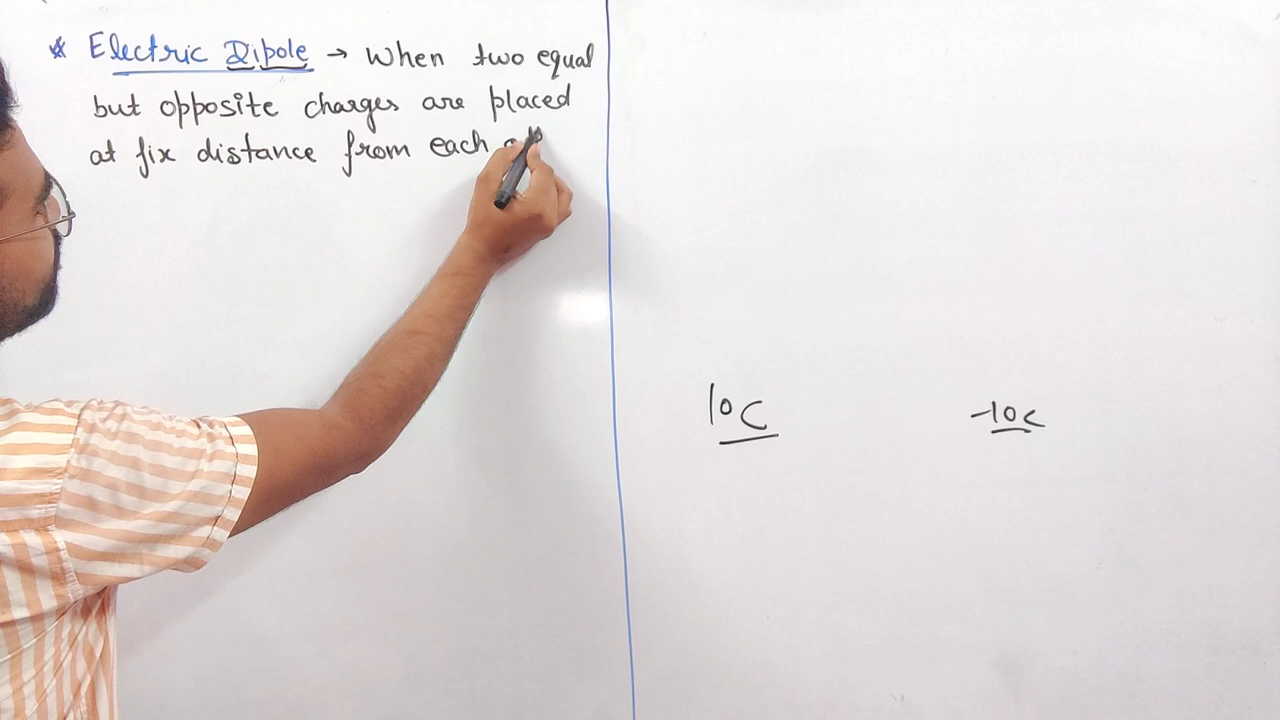 * Electric Dipole → When two equal
but opposite charges are placed
at fix distance from each
10C
-10C